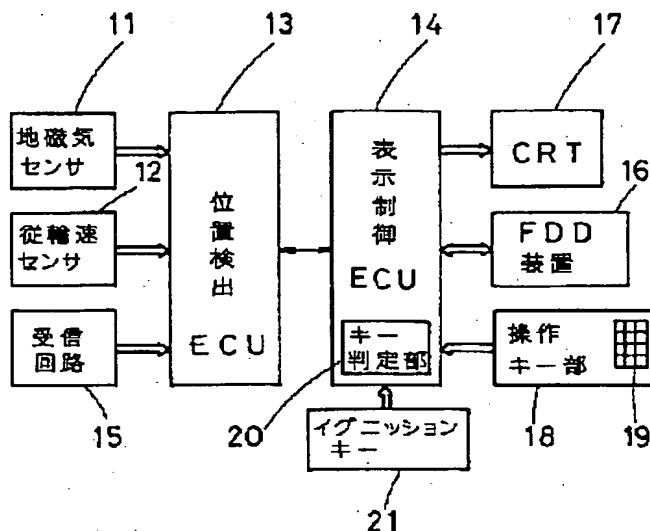 11
13
14
17
地磁気
センサ
12
従輪速
センサ
受信
回路
15
位置検出
ECU
表示制御
ECU
キー
判定部
20
イグニッション
キー
21
CRT
16
FDD
装置
操作
キー部
18
19